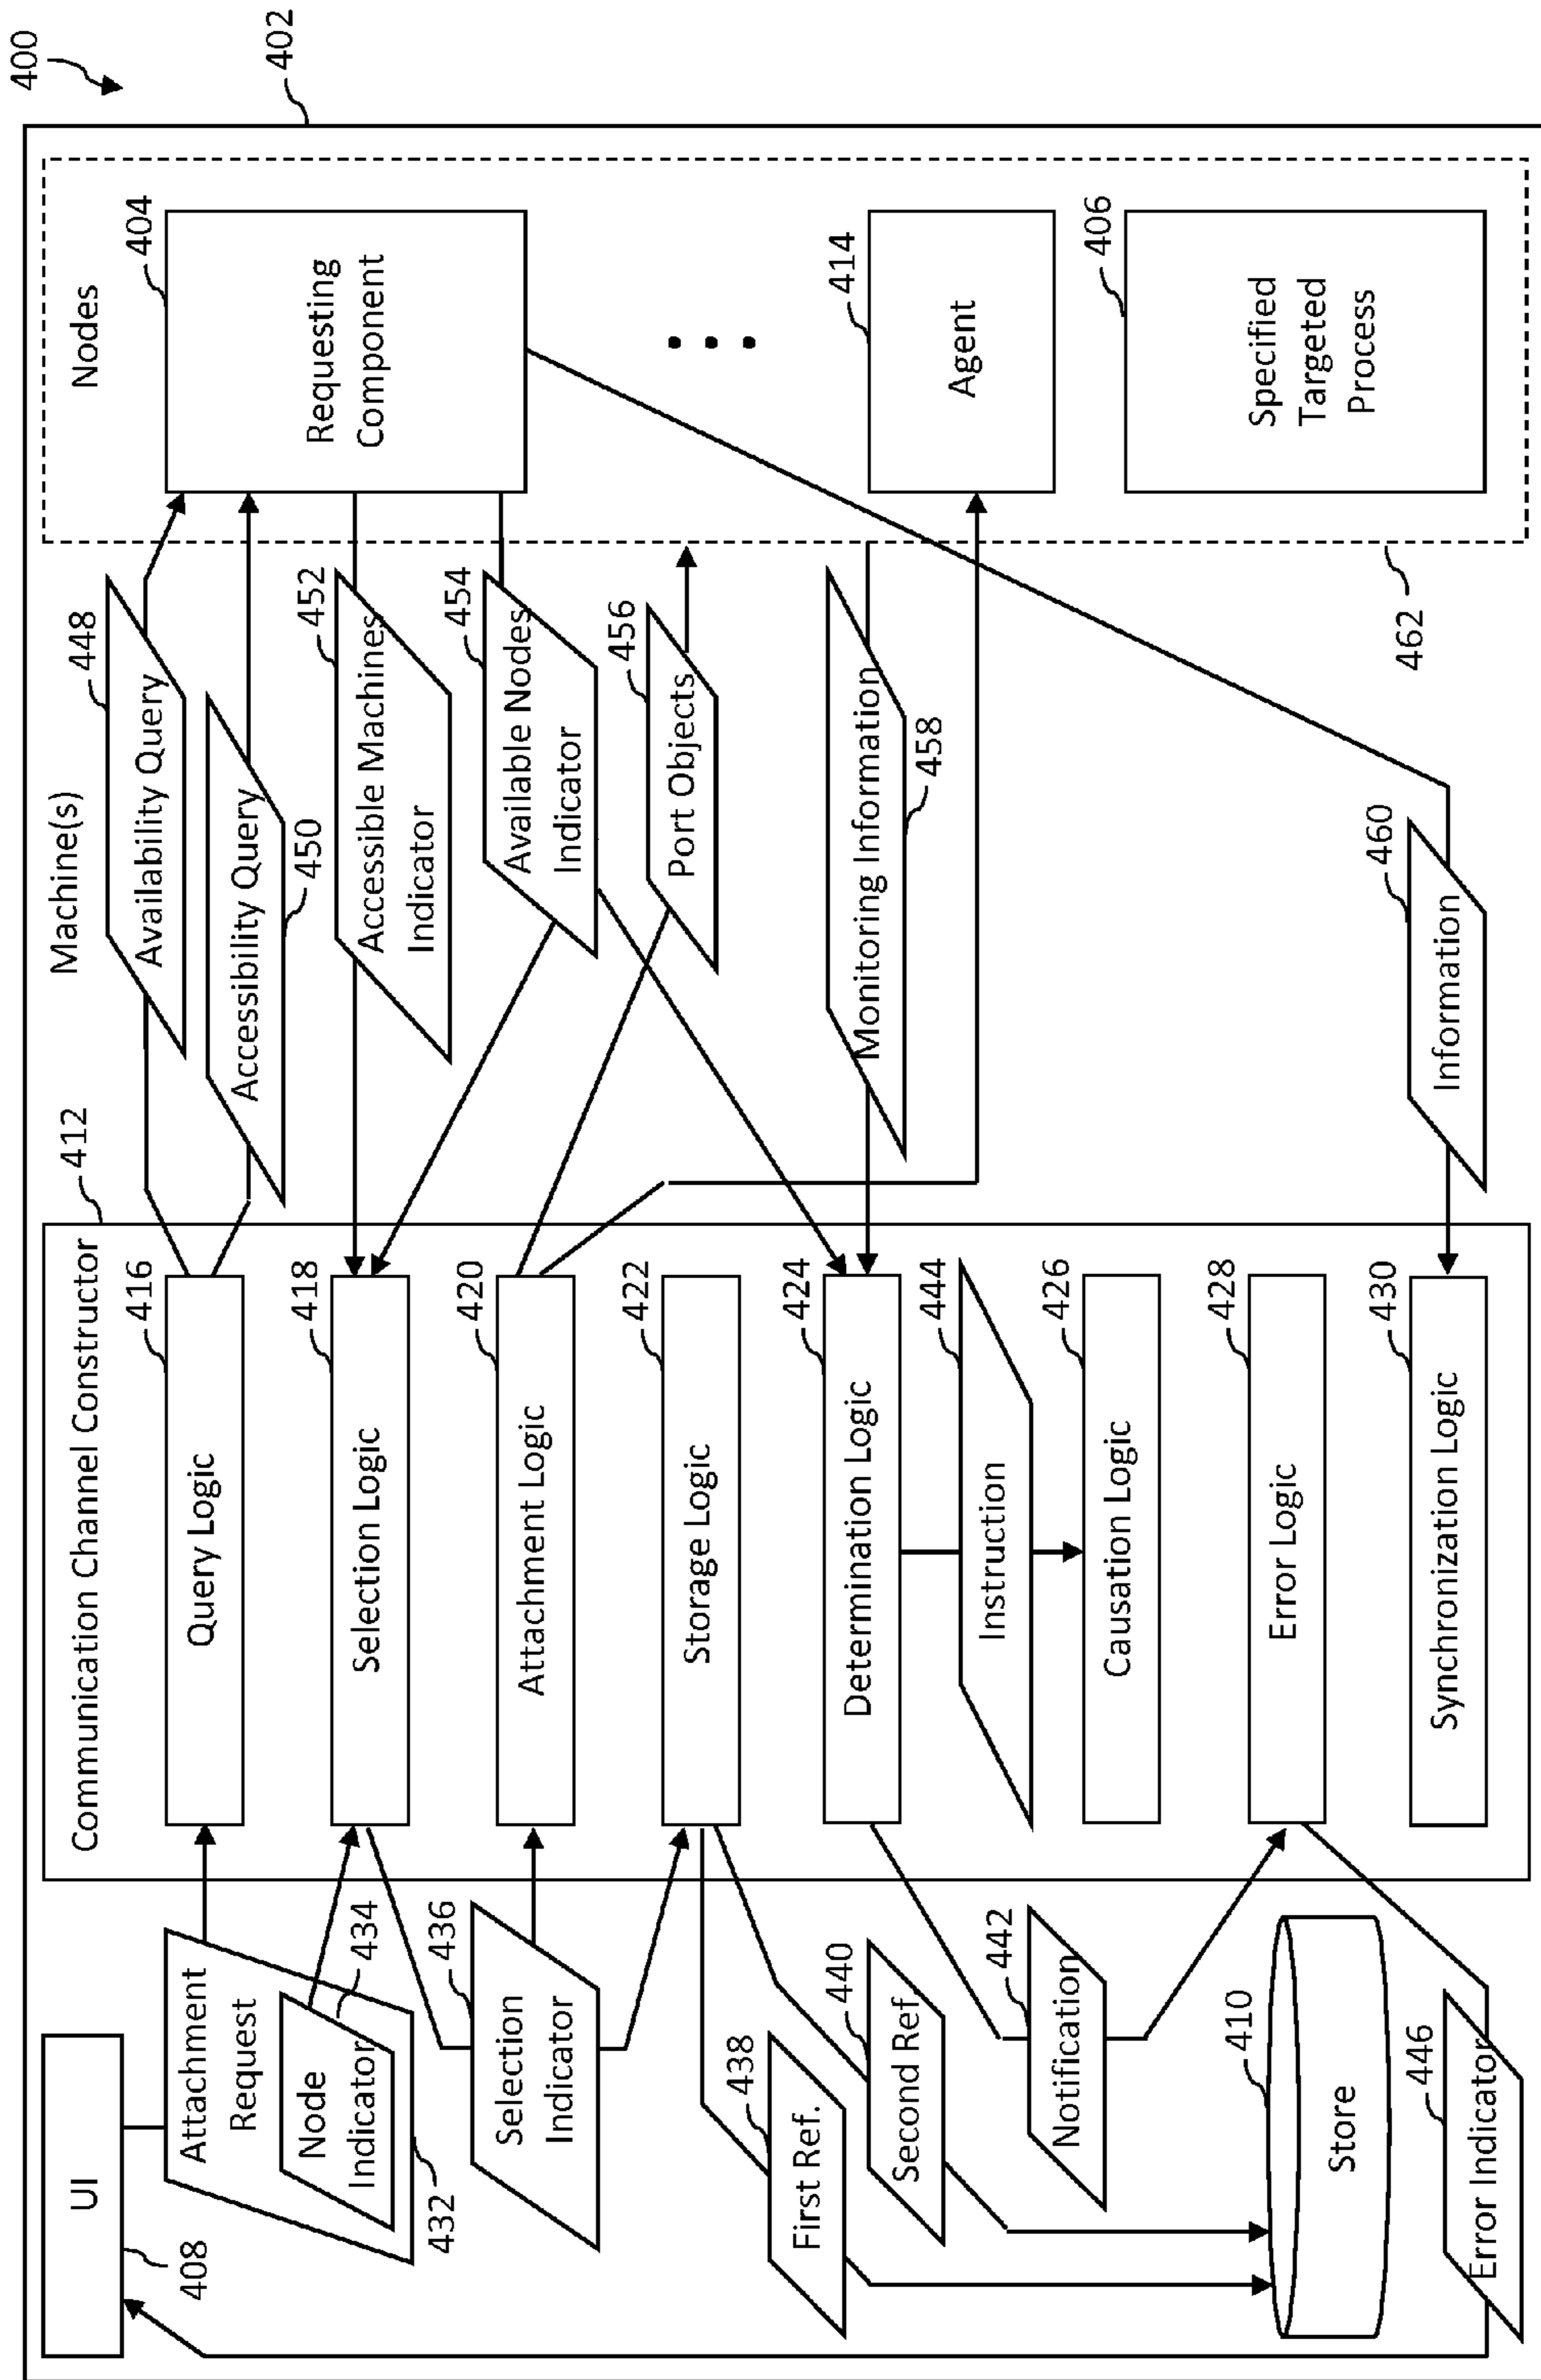 400
402
Machine(s)
UI
408
Attachment
Request
Node
Indicator
434
432
Selection
Indicator
436
First Ref.
438
Second Ref
440
Notification
442
Store
410
Error Indicator
446
Communication Channel Constructor
412
Query Logic
416
Selection Logic
418
Attachment Logic
420
Storage Logic
422
Determination Logic
424
Instruction
444
Causation Logic
426
Error Logic
428
Synchronization Logic
430
Availability Query
448
Accessibility Query
450
Accessible Machines
Indicator
452
Available Nodes
Indicator
454
Port Objects
456
Monitoring Information
458
Information
460
Nodes
462
Requesting
Component
404
Agent
414
Specified
Targeted
Process
406